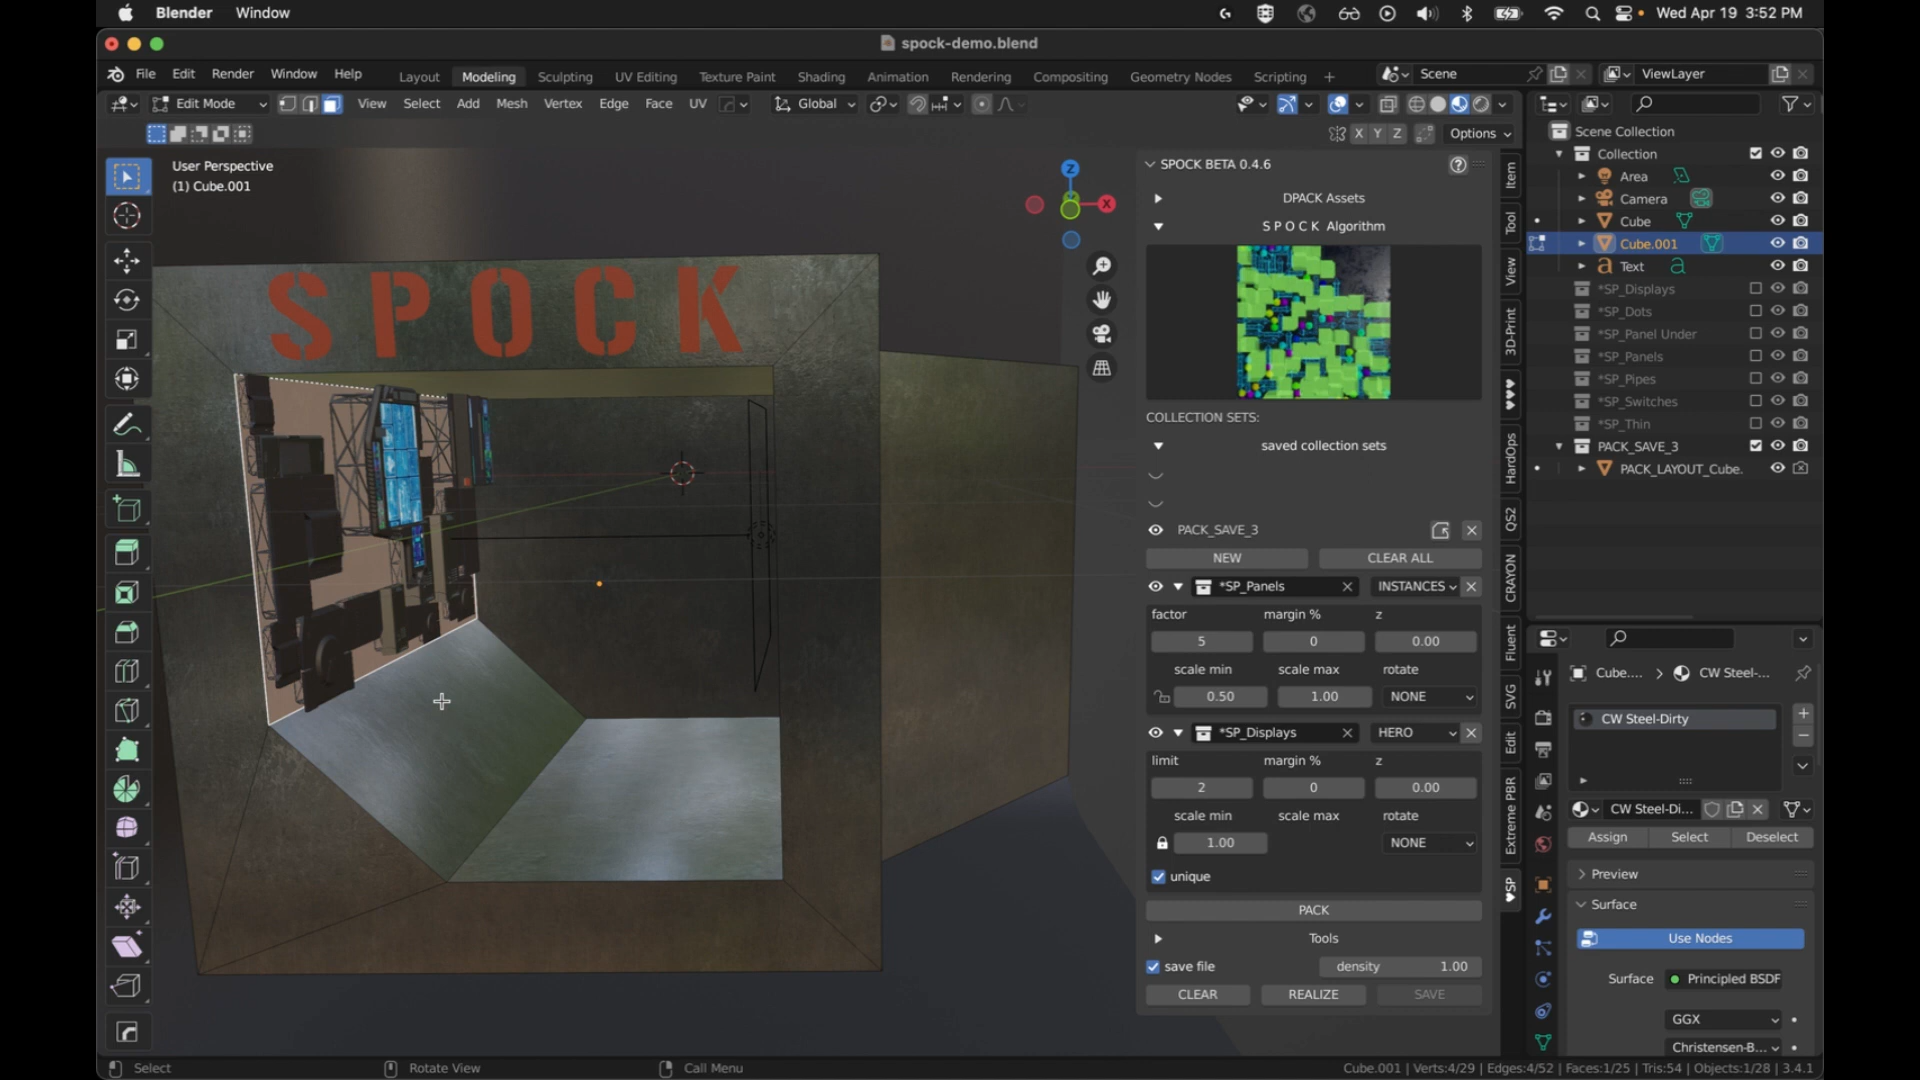 Blender Window
Wed Apr 19 3:52 PM
spock-demo.blend
File Edit Render Window Help
Layout Modeling Sculpting UV Editing Texture Paint Shading Animation Rendering Compositing Geometry Nodes Scripting +
Scene
ViewLayer
Edit Mode
View Select Add Mesh Vertex Edge Face UV
Global
X Y Z
Options
User Perspective
(1) Cube.001
Z
X
SPOCK
SPOCK BETA 0.4.6
DPACK Assets
S P O C K Algorithm
COLLECTION SETS:
saved collection sets
PACK_SAVE_3
NEW
CLEAR ALL
*SP_Panels
INSTANCES
factor margin % z
5 0 0.00
scale min scale max rotate
0.50 1.00 NONE
*SP_Displays
HERO
limit margin % z
2 0 0.00
scale min scale max rotate
1.00 NONE
unique
PACK
Tools
save file
density 1.00
CLEAR REALIZE SAVE
Item
Tool
View
3D-Print
♥♥♥
HardOps
QS2
CRAYON
Fluent
SVG
Edit
Extreme PBR
♥SP
Scene Collection
Collection
Area
Camera
Cube
Cube.001
Text
*SP_Displays
*SP_Dots
*SP_Panel Under
*SP_Panels
*SP_Pipes
*SP_Switches
*SP_Thin
PACK_SAVE_3
PACK_LAYOUT_Cube.
Cube.... > CW Steel-...
CW Steel-Dirty
CW Steel-Di...
Assign Select Deselect
Preview
Surface
Use Nodes
Surface Principled BSDF
GGX
Christensen-B...
Select
Rotate View
Call Menu
Cube.001 | Verts:4/29 | Edges:4/52 | Faces:1/25 | Tris:54 | Objects:1/28 | 3.4.1